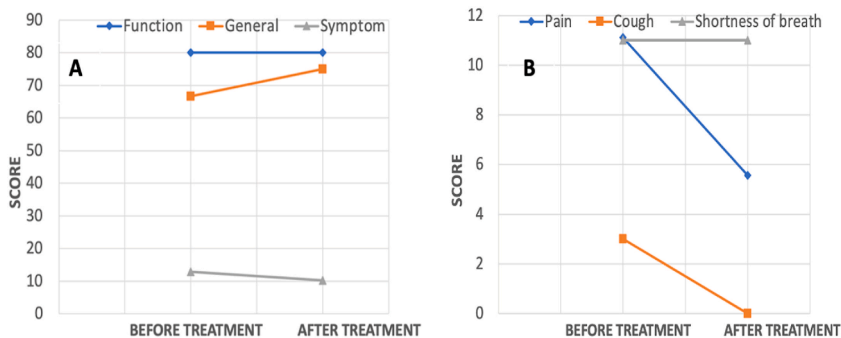 90
80
70
60
50
40
30
20
10
0
SCORE
Function General Symptom
A
BEFORE TREATMENT AFTER TREATMENT
12
10
8
6
4
2
0
SCORE
Pain Cough Shortness of breath
B
BEFORE TREATMENT AFTER TREATMENT